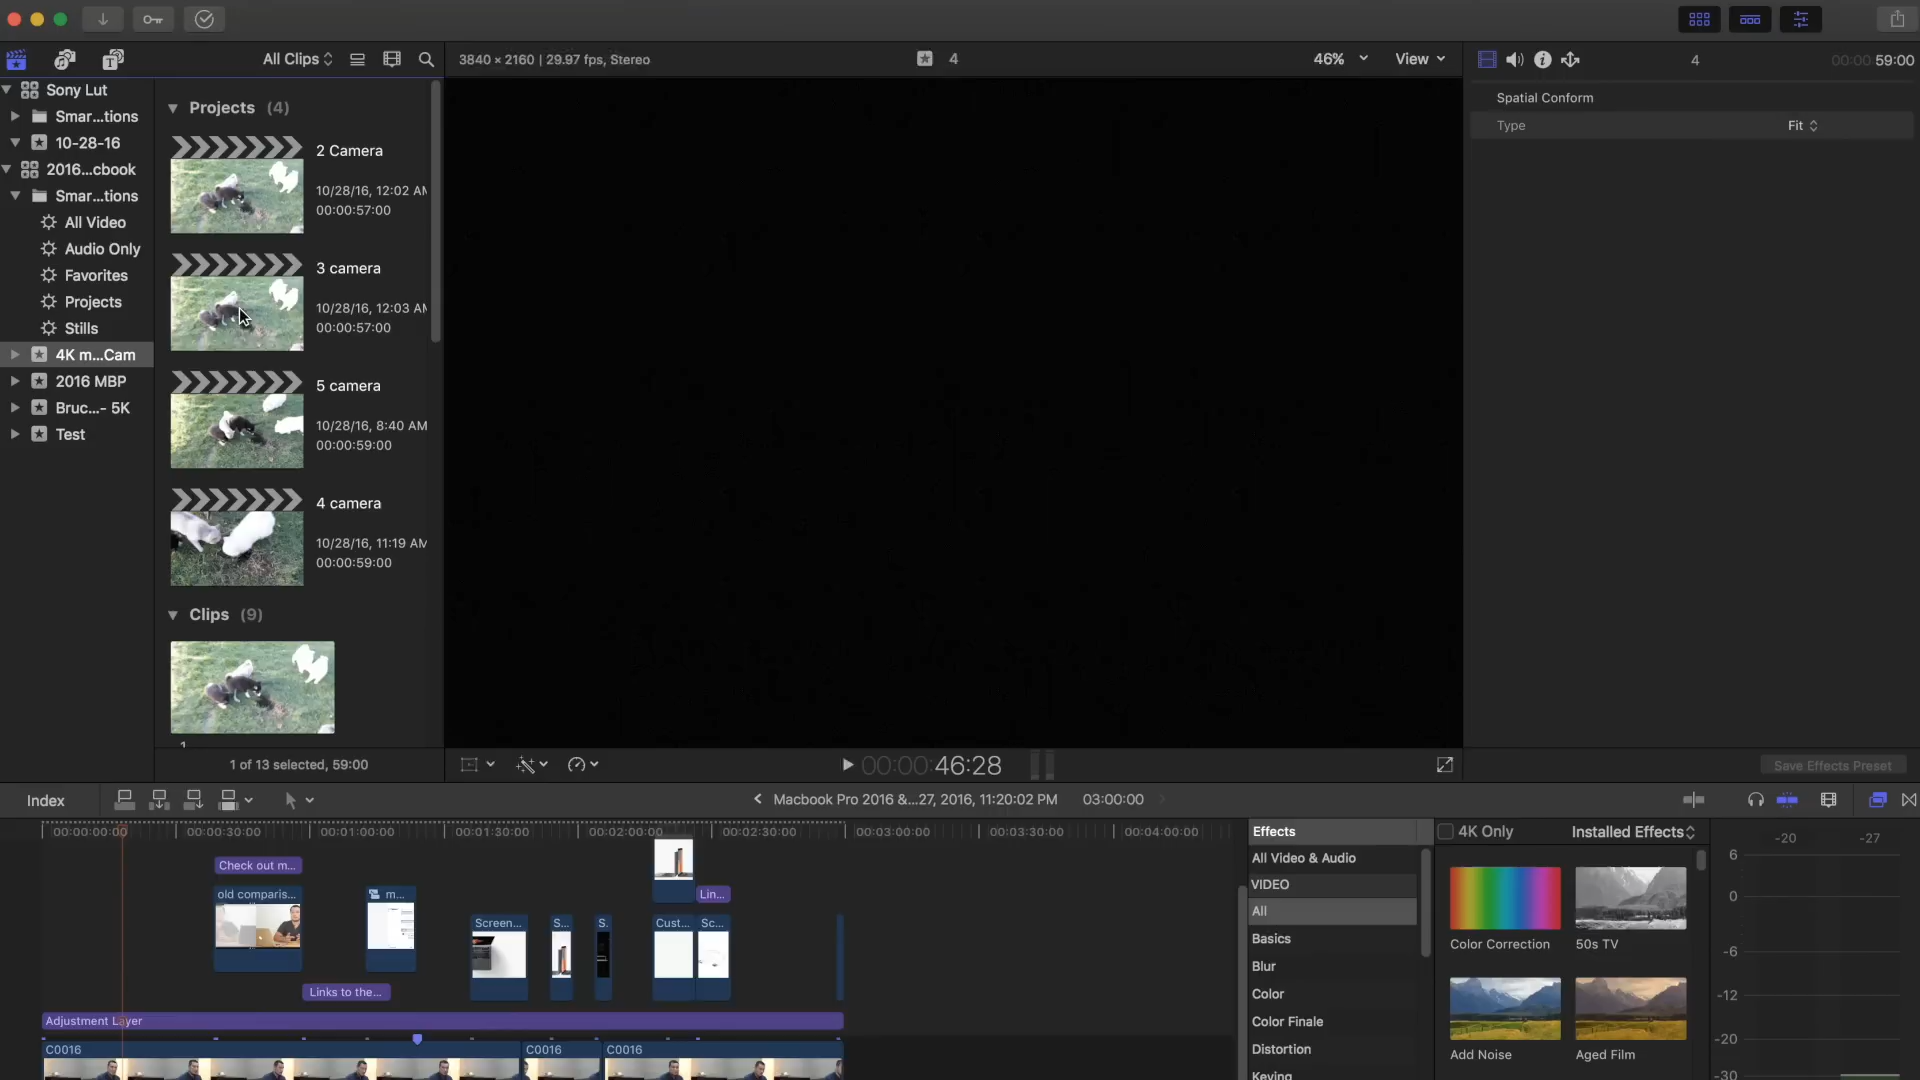 All Clips
3840 × 2160 | 29.97 fps, Stereo
4
46%
View
4
00:00:59:00
Sony Lut
Smar...tions
10-28-16
2016...cbook
Smar...tions
All Video
Audio Only
Favorites
Projects
Stills
4K m...Cam
2016 MBP
Bruc...- 5K
Test
Projects (4)
2 Camera
10/28/16, 12:02 AM
00:00:57:00
3 camera
10/28/16, 12:03 AM
00:00:57:00
5 camera
10/28/16, 8:40 AM
00:00:59:00
4 camera
10/28/16, 11:19 AM
00:00:59:00
Clips (9)
1
1 of 13 selected, 59:00
Spatial Conform
Type
Fit
00:00:46:28
Save Effects Preset
Index
Macbook Pro 2016 &...27, 2016, 11:20:02 PM
03:00:00
00:00:00:00
00:00:30:00
00:01:00:00
00:01:30:00
00:02:00:00
00:02:30:00
00:03:00:00
00:03:30:00
00:04:00:00
Check out m...
old comparis...
m...
Links to the...
Screen...
S...
S.
Cust...
Lin...
Sc...
Adjustment Layer
C0016
C0016
C0016
Effects
All Video & Audio
VIDEO
All
Basics
Blur
Color
Color Finale
Distortion
Keying
4K Only
Installed Effects
Color Correction
50s TV
Add Noise
Aged Film
-20
-27
6
0
-6
-12
-20
-30